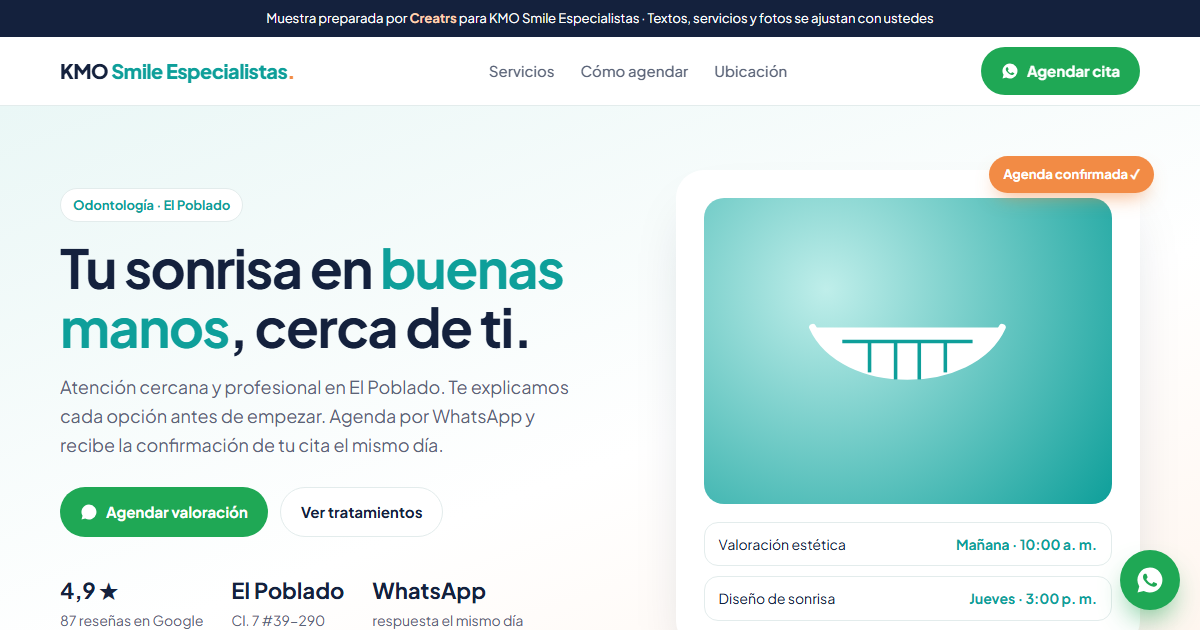 Muestra preparada por Creatrs para KMO Smile Especialistas · Textos, servicios y fotos se ajustan con ustedes
KMO Smile Especialistas.
Servicios
Cómo agendar
Ubicación
Agendar cita
Odontología · El Poblado
Tu sonrisa en buenas
manos, cerca de ti.
Atención cercana y profesional en El Poblado. Te explicamos
cada opción antes de empezar. Agenda por WhatsApp y
recibe la confirmación de tu cita el mismo día.
Agendar valoración
Ver tratamientos
4,9 ★
87 reseñas en Google
El Poblado
Cl. 7 #39-290
WhatsApp
respuesta el mismo día
Agenda confirmada ✓
Valoración estética
Mañana · 10:00 a. m.
Diseño de sonrisa
Jueves · 3:00 p. m.